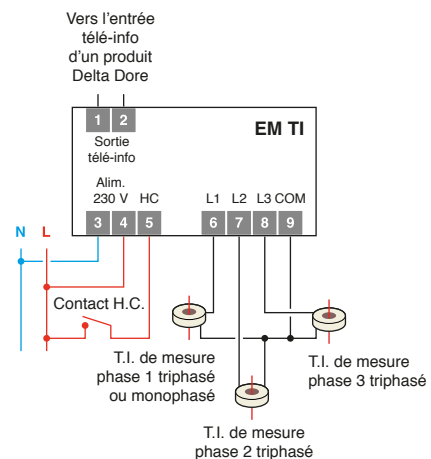 Vers l'entrée
télé-info
d'un produit
Delta Dore
1 2
EM TI
Sortie
télé-info
Alim.
230 V HC
L1 L2 L3 COM
3 4 5 6 7 8 9
N L
Contact H.C.
T.I. de mesure
phase 1 triphasé
ou monophasé
T.I. de mesure
phase 3 triphasé
T.I. de mesure
phase 2 triphasé